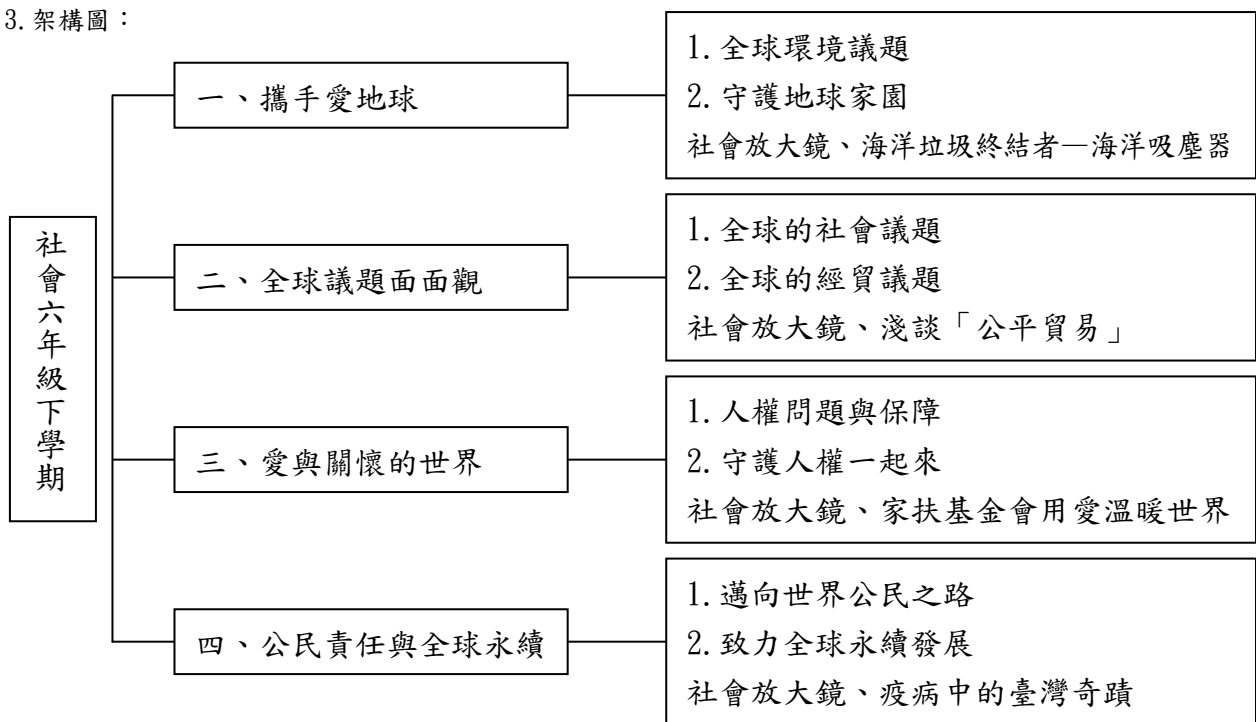 3.架構圖：
社會六年級下學期
一、攜手愛地球
1.全球環境議題
2.守護地球家園
社會放大鏡、海洋垃圾終結者—海洋吸塵器
二、全球議題面面觀
1.全球的社會議題
2.全球的經貿議題
社會放大鏡、淺談「公平貿易」
三、愛與關懷的世界
1.人權問題與保障
2.守護人權一起來
社會放大鏡、家扶基金會用愛溫暖世界
四、公民責任與全球永續
1.邁向世界公民之路
2.致力全球永續發展
社會放大鏡、疫病中的臺灣奇蹟